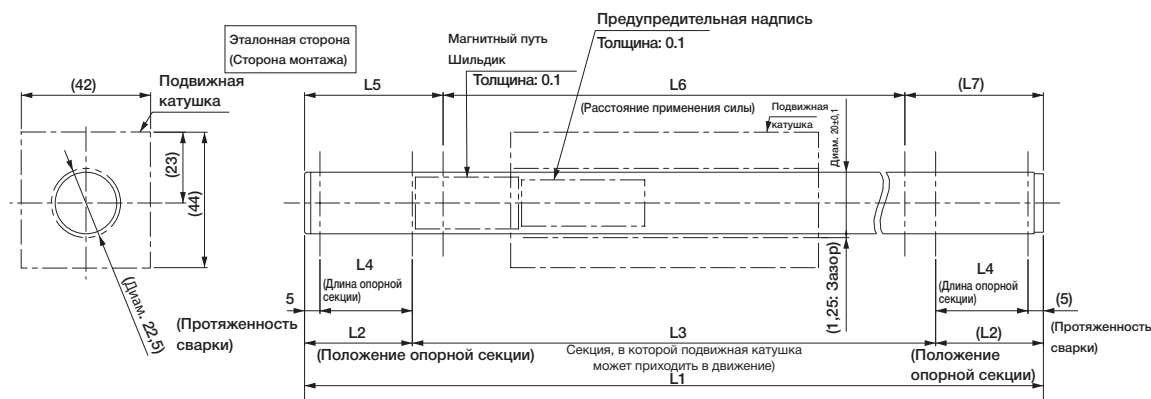 Эталонная сторона
(Сторона монтажа)
Предупредительная надпись
Толщина: 0.1
Магнитный путь
Шильдик
Толщина: 0.1
(42)
Подвижная
катушка
L5
L6
(L7)
(Расстояние применения силы)
Подвижная
катушка
Диам. 20±0,1
(23)
(44)
(Диам. 22,5)
(1,25: Зазор)
5
L4
(Длина опорной
секции)
L4
(Длина опорной
секции)
(5)
(Протяженность
сварки)
(Протяженность
сварки)
L2
L3
(L2)
(Положение опорной секции)
Секция, в которой подвижная катушка
может приходить в движение)
(Положение
опорной секции)
L1